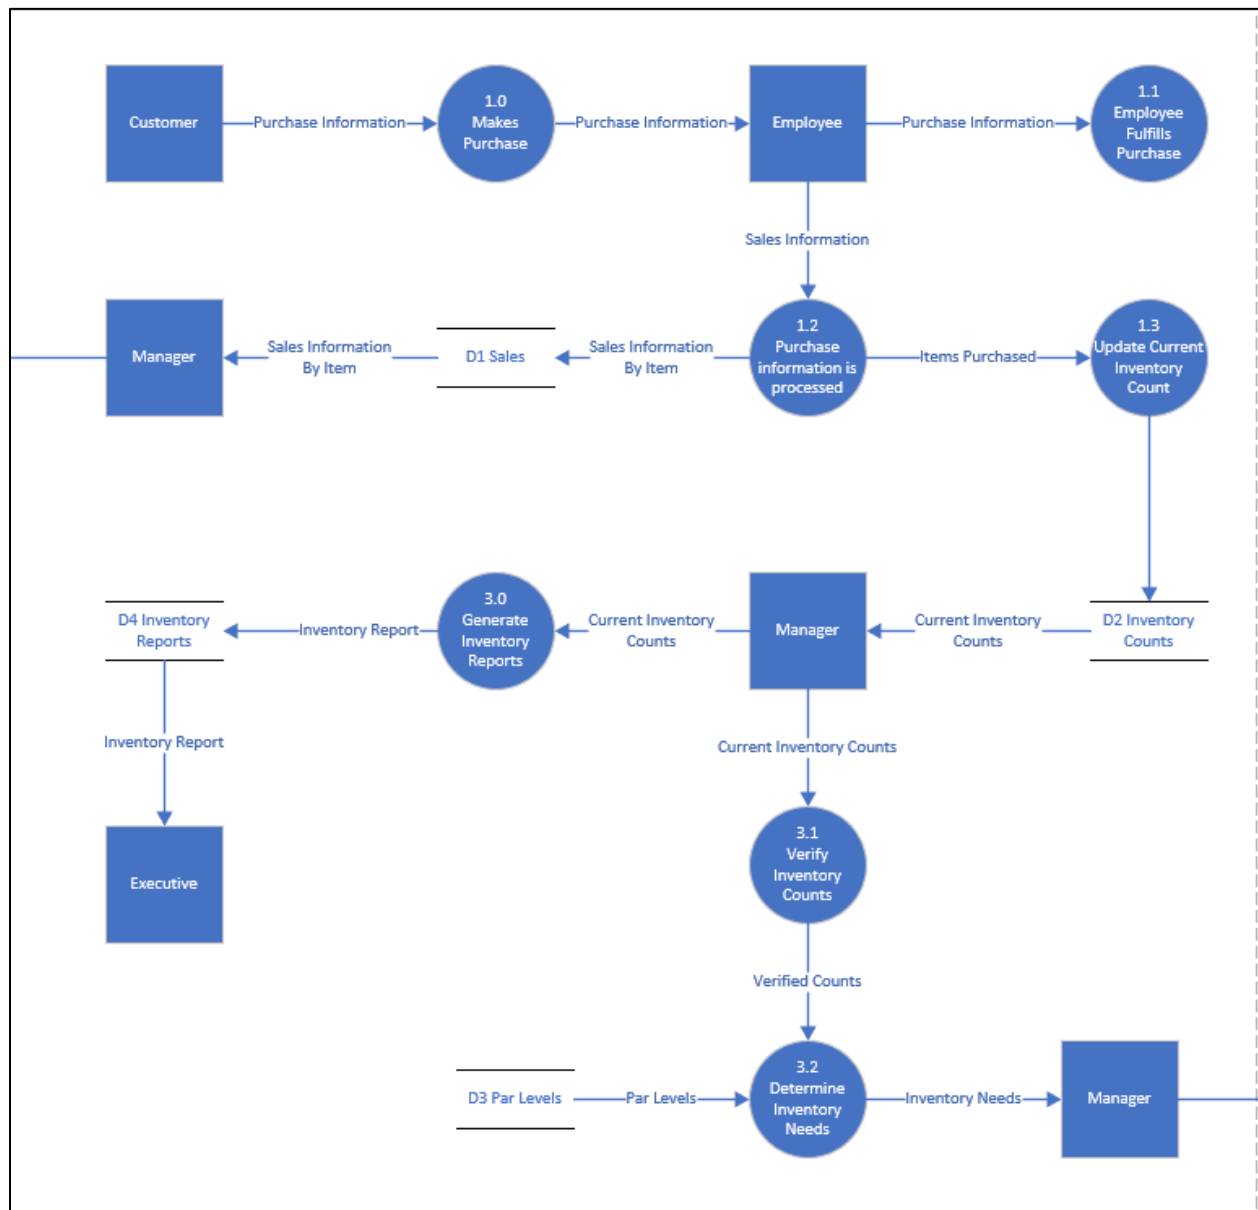 Customer
Purchase Information
1.0
Makes
Purchase
Purchase Information
Employee
Purchase Information
1.1
Employee
Fulfills
Purchase
Sales Information
Manager
Sales Information
By Item
D1 Sales
Sales Information
By Item
1.2
Purchase
information is
processed
Items Purchased
1.3
Update Current
Inventory
Count
D4 Inventory
Reports
Inventory Report
3.0
Generate
Inventory
Reports
Current Inventory
Counts
Manager
Current Inventory
Counts
D2 Inventory
Counts
Inventory Report
Current Inventory Counts
Executive
3.1
Verify
Inventory
Counts
Verified Counts
D3 Par Levels
Par Levels
3.2
Determine
Inventory
Needs
Inventory Needs
Manager